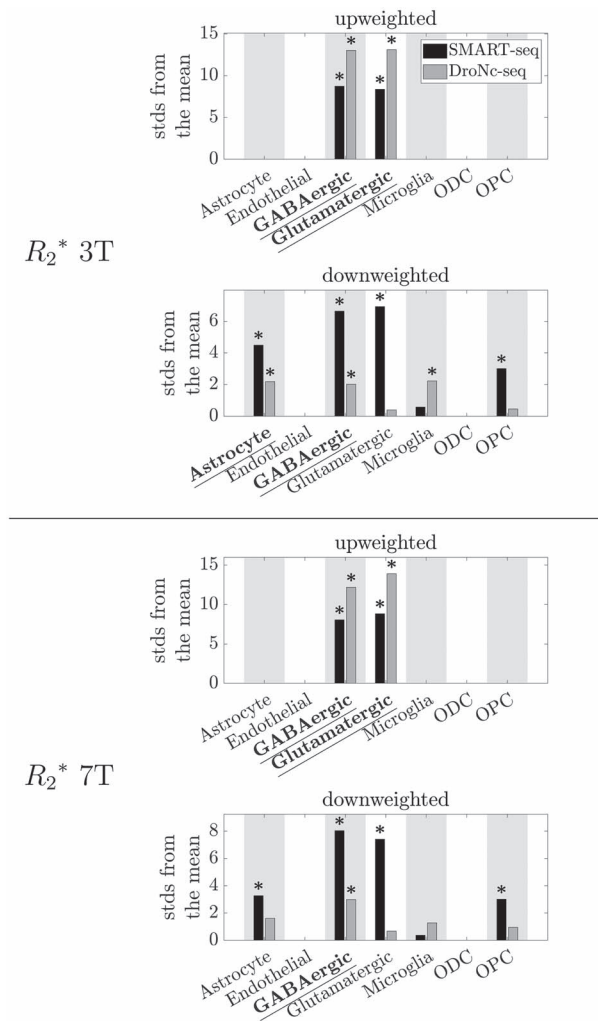 upweighted
SMART-seq
DroNc-seq
stds from
the mean
15
10
5
0
* * * *
Astrocyte
Endothelial
GABAergic
Glutamatergic
Microglia
ODC
OPC
R₂* 3T
downweighted
stds from
the mean
6
4
2
0
* * * * * * *
Astrocyte
Endothelial
GABAergic
Glutamatergic
Microglia
ODC
OPC
upweighted
stds from
the mean
15
10
5
0
* * * *
Astrocyte
Endothelial
GABAergic
Glutamatergic
Microglia
ODC
OPC
R₂* 7T
downweighted
stds from
the mean
8
6
4
2
0
* * * * *
Astrocyte
Endothelial
GABAergic
Glutamatergic
Microglia
ODC
OPC